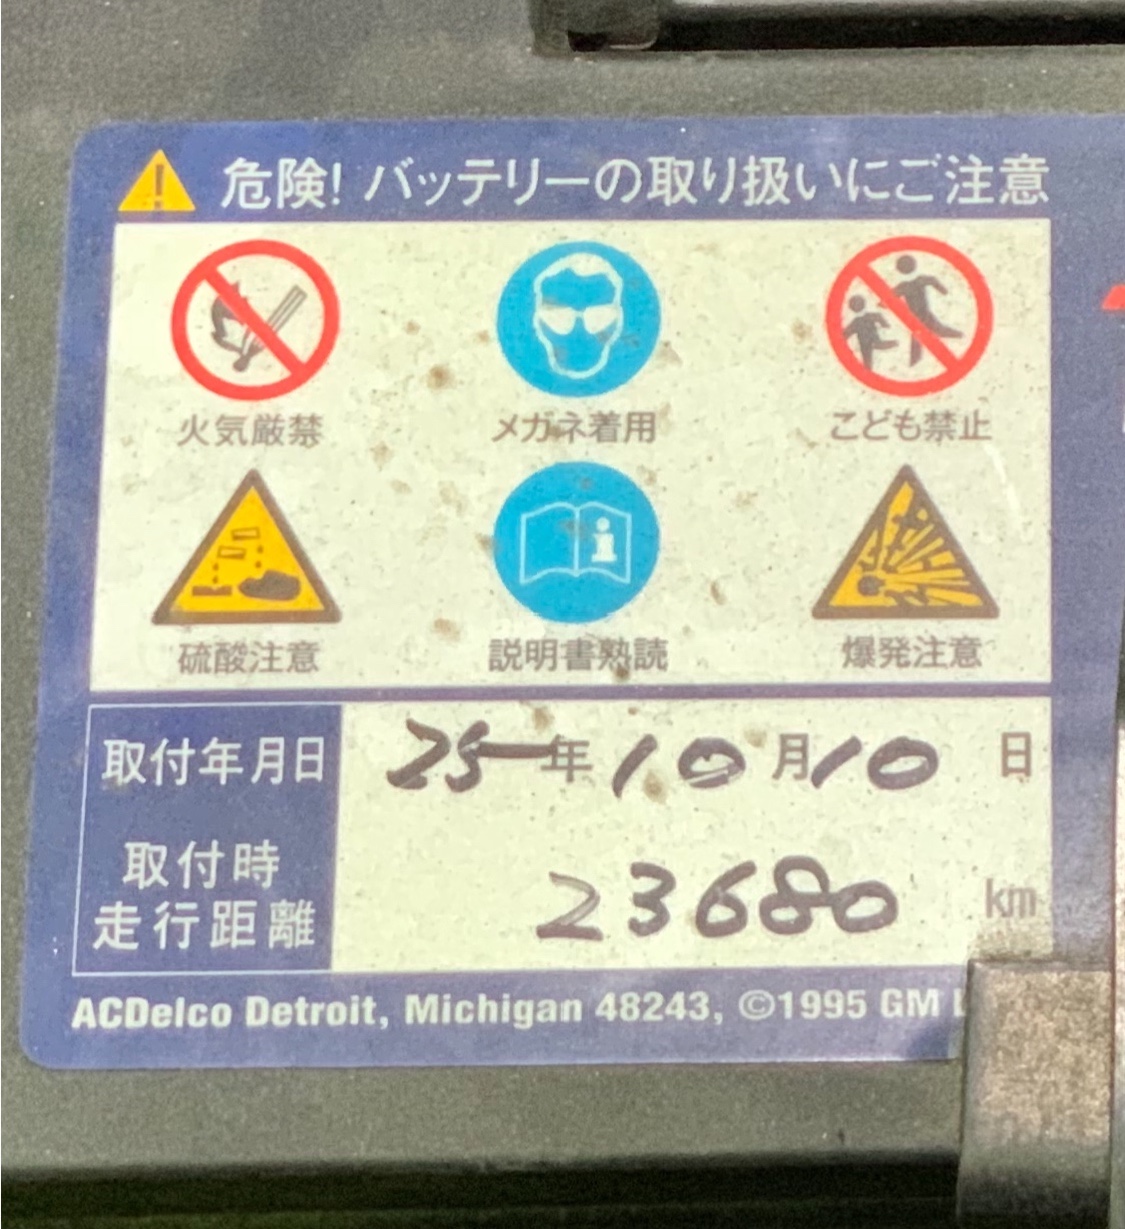 危険! バッテリーの取り扱いにご注意
火気厳禁 メガネ着用 こども禁止
硫酸注意 説明書熟読 爆発注意
取付年月日 25年10月10日
取付時
走行距離 23680 km
ACDelco Detroit, Michigan 48243, ©1995 GM